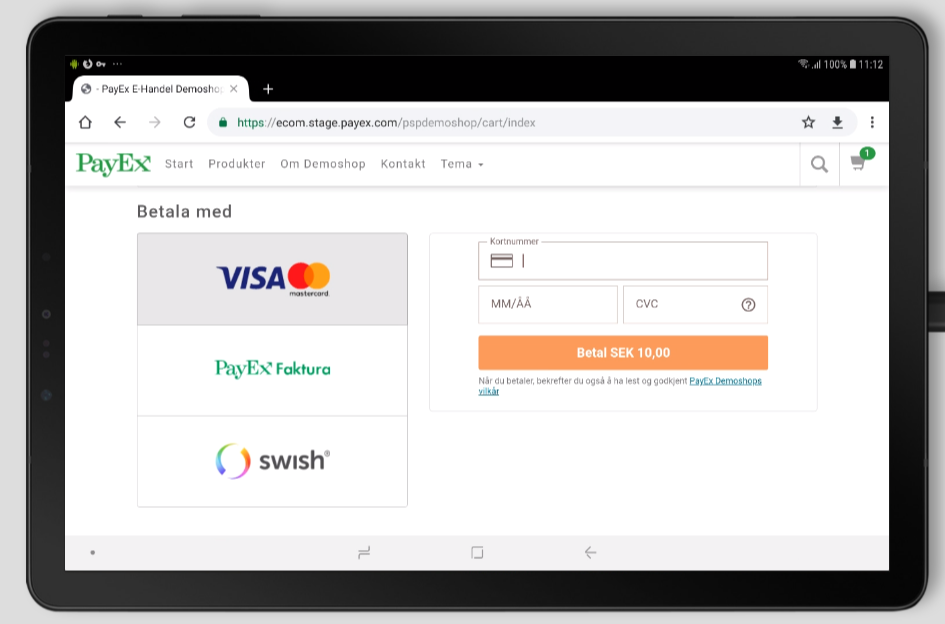 100% 11:12
- PayEx E-Handel Demoshop
https://ecom.stage.payex.com/pspdemoshop/cart/index
PayEx Start Produkter Om Demoshop Kontakt Tema 1
Betala med
VISA mastercard
PayEx Faktura
swish®
Kortnummer
MM/ÅÅ CVC ?
Betal SEK 10,00
Når du betaler, bekrefter du også å ha lest og godkjent PayEx Demoshops
vilkår